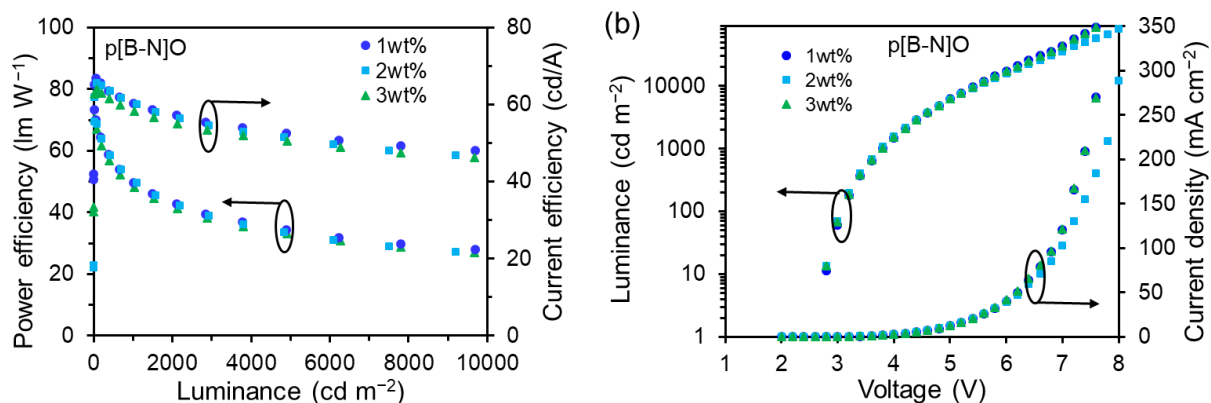 Power efficiency (lm W⁻¹)
100
80
60
40
20
0
p[B-N]O
1wt%
2wt%
3wt%
80
60
40
20
0
Current efficiency (cd/A)
0 2000 4000 6000 8000 10000
Luminance (cd m⁻²)
(b)
Luminance (cd m⁻²)
10000
1000
100
10
1
p[B-N]O
1wt%
2wt%
3wt%
350
300
250
200
150
100
50
0
Current density (mA cm⁻²)
1 2 3 4 5 6 7 8
Voltage (V)